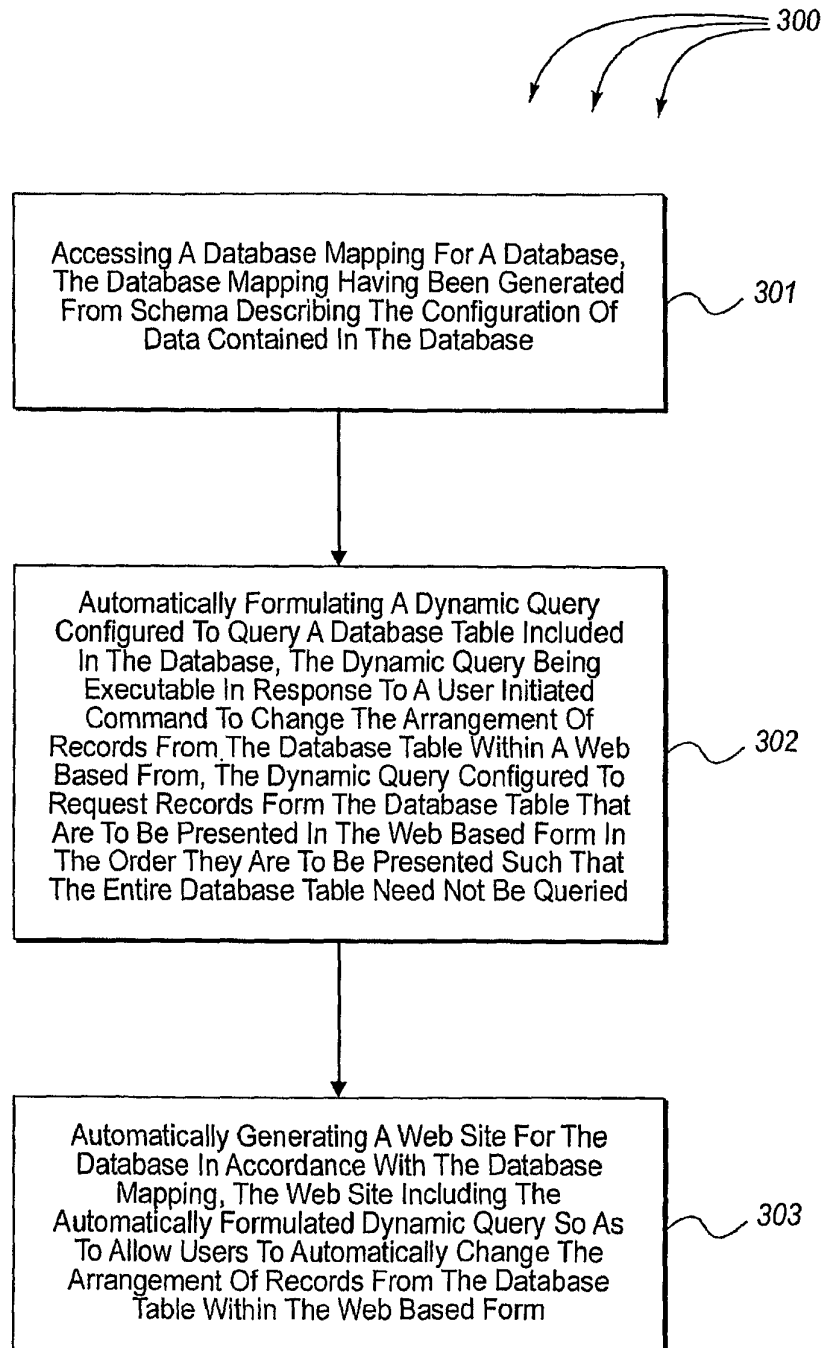 300
Accessing A Database Mapping For A Database,
The Database Mapping Having Been Generated
From Schema Describing The Configuration Of
Data Contained In The Database
301
Automatically Formulating A Dynamic Query
Configured To Query A Database Table Included
In The Database, The Dynamic Query Being
Executable In Response To A User Initiated
Command To Change The Arrangement Of
Records From The Database Table Within A Web
Based From, The Dynamic Query Configured To
Request Records Form The Database Table That
Are To Be Presented In The Web Based Form In
The Order They Are To Be Presented Such That
The Entire Database Table Need Not Be Queried
302
Automatically Generating A Web Site For The
Database In Accordance With The Database
Mapping, The Web Site Including The
Automatically Formulated Dynamic Query So As
To Allow Users To Automatically Change The
Arrangement Of Records From The Database
Table Within The Web Based Form
303